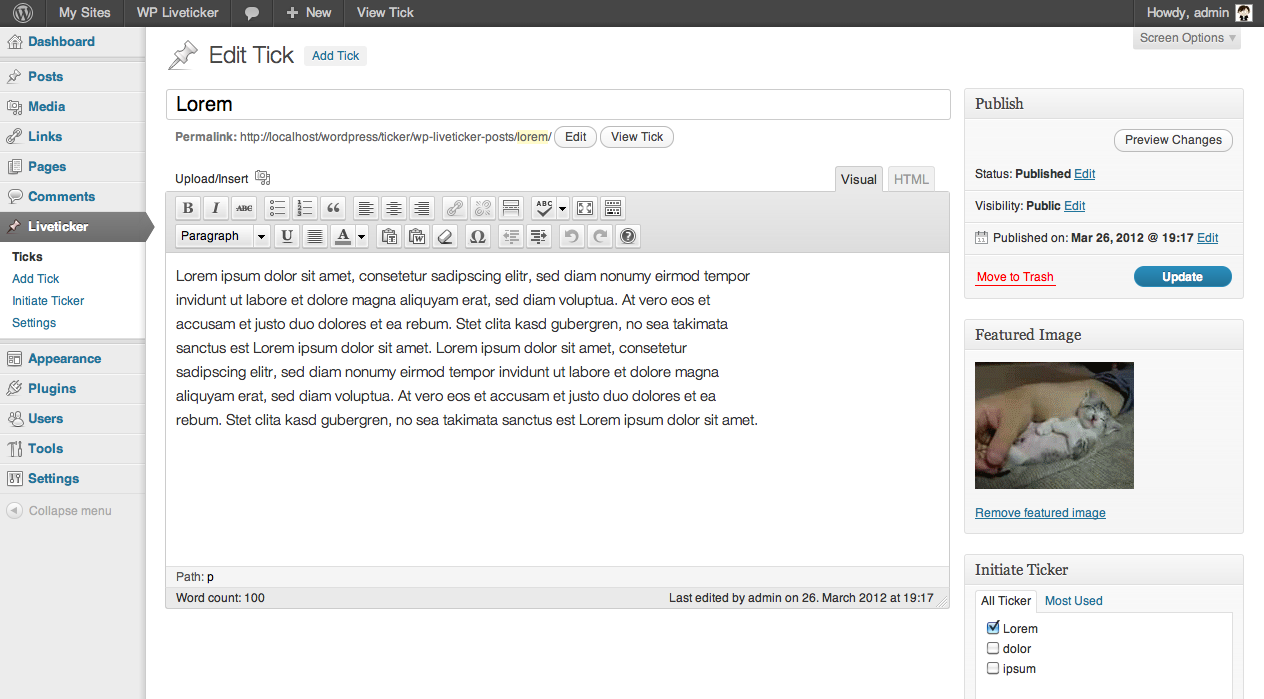 My Sites WP Liveticker New View Tick Howdy, admin
Screen Options
Dashboard
Posts
Media
Links
Pages
Comments
Liveticker
Ticks
Add Tick
Initiate Ticker
Settings
Appearance
Plugins
Users
Tools
Settings
Collapse menu
Edit Tick Add Tick
Lorem
Permalink: http://localhost/wordpress/ticker/wp-liveticker-posts/lorem/ Edit View Tick
Upload/Insert Visual HTML
B I ABC ABC
Paragraph U A Ω
Lorem ipsum dolor sit amet, consetetur sadipscing elitr, sed diam nonumy eirmod tempor
invidunt ut labore et dolore magna aliquyam erat, sed diam voluptua. At vero eos et
accusam et justo duo dolores et ea rebum. Stet clita kasd gubergren, no sea takimata
sanctus est Lorem ipsum dolor sit amet. Lorem ipsum dolor sit amet, consetetur
sadipscing elitr, sed diam nonumy eirmod tempor invidunt ut labore et dolore magna
aliquyam erat, sed diam voluptua. At vero eos et accusam et justo duo dolores et ea
rebum. Stet clita kasd gubergren, no sea takimata sanctus est Lorem ipsum dolor sit amet.
Path: p
Word count: 100 Last edited by admin on 26. March 2012 at 19:17
Publish
Preview Changes
Status: Published Edit
Visibility: Public Edit
Published on: Mar 26, 2012 @ 19:17 Edit
Move to Trash Update
Featured Image
Remove featured image
Initiate Ticker
All Ticker Most Used
Lorem
dolor
ipsum